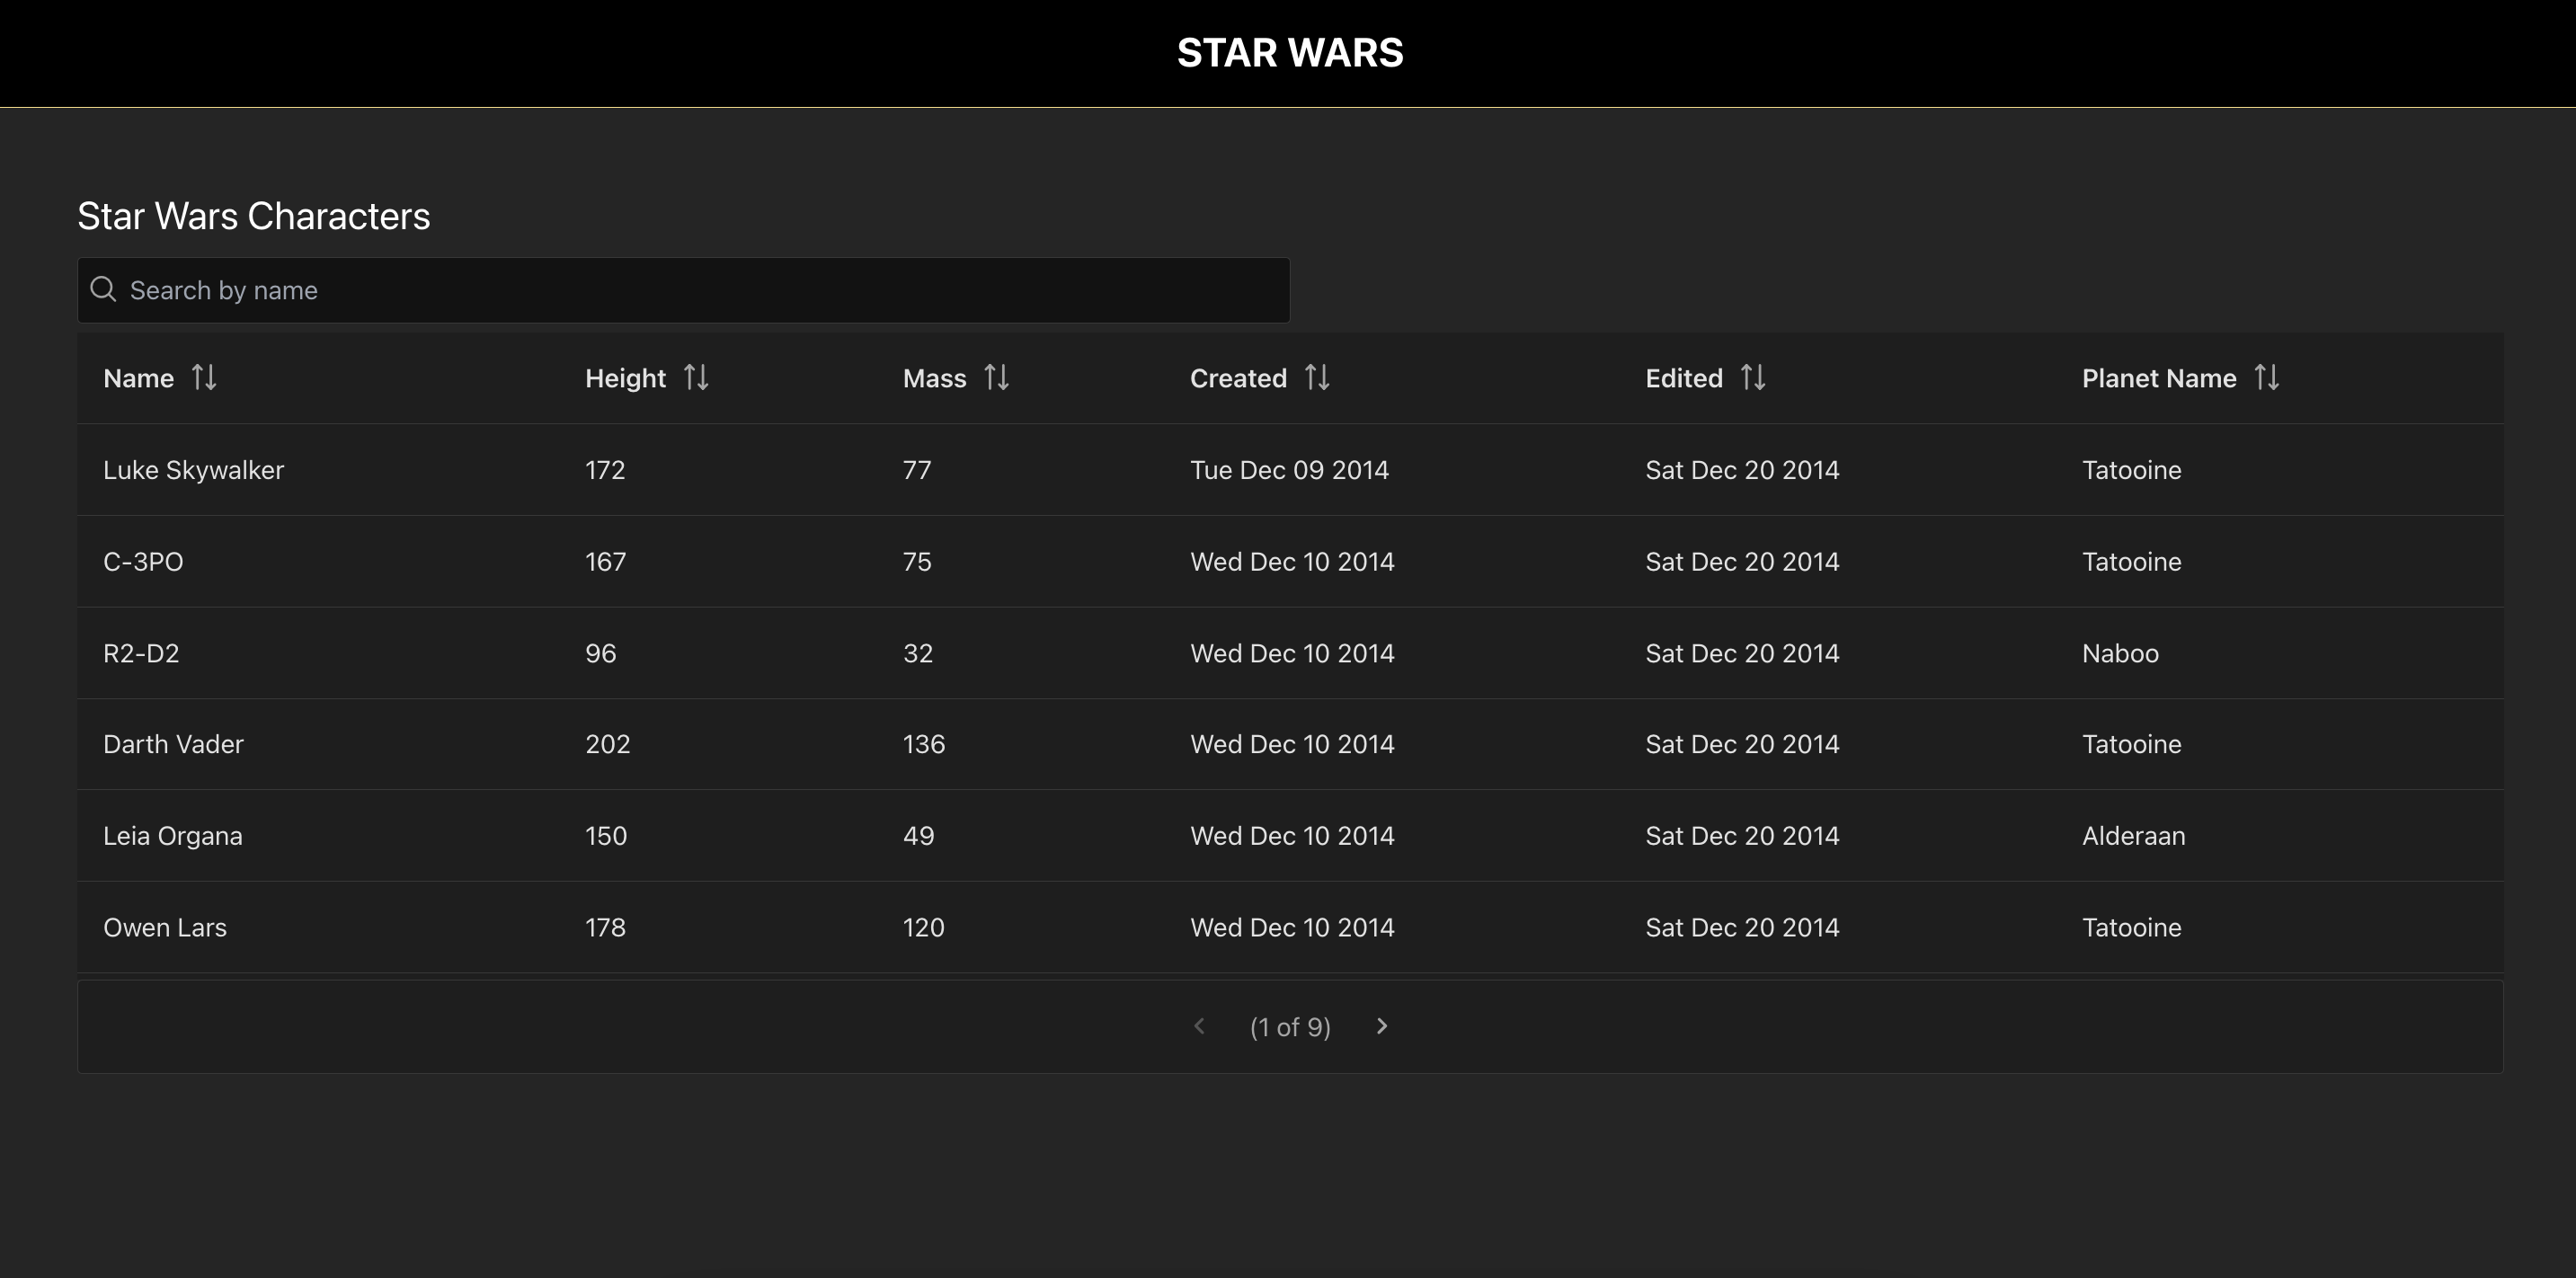 STAR WARS
Star Wars Characters
Search by name
Name Height Mass Created Edited Planet Name
Luke Skywalker 172 77 Tue Dec 09 2014 Sat Dec 20 2014 Tatooine
C-3PO 167 75 Wed Dec 10 2014 Sat Dec 20 2014 Tatooine
R2-D2 96 32 Wed Dec 10 2014 Sat Dec 20 2014 Naboo
Darth Vader 202 136 Wed Dec 10 2014 Sat Dec 20 2014 Tatooine
Leia Organa 150 49 Wed Dec 10 2014 Sat Dec 20 2014 Alderaan
Owen Lars 178 120 Wed Dec 10 2014 Sat Dec 20 2014 Tatooine
(1 of 9)